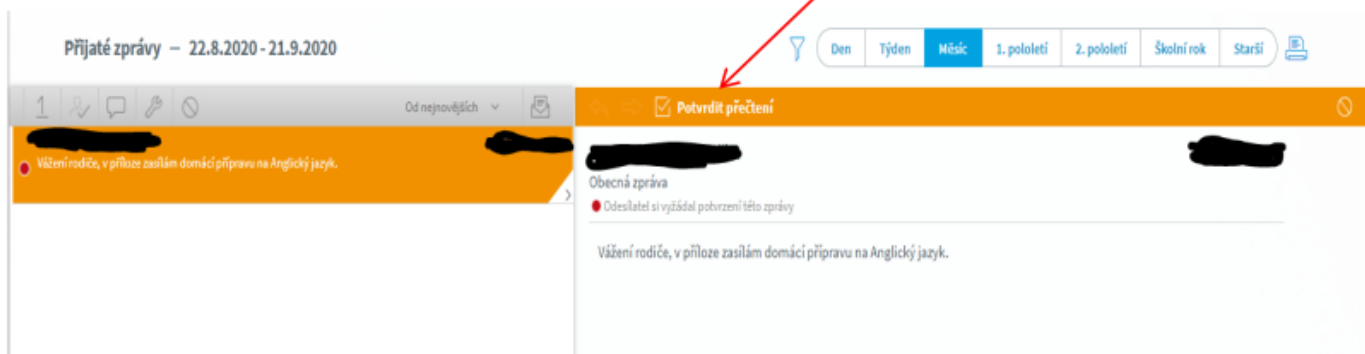 Přijaté zprávy – 22.8.2020 - 21.9.2020
Den Týden Měsíc 1. pololetí 2. pololetí Školní rok Starší
1 Od nejnovějších
Vážení rodiče, v příloze zasílám domácí přípravu na Anglický jazyk.
Potvrdit přečtení
Obecná zpráva
Odesílatel si vyžádal potvrzení této zprávy
Vážení rodiče, v příloze zasílám domácí přípravu na Anglický jazyk.